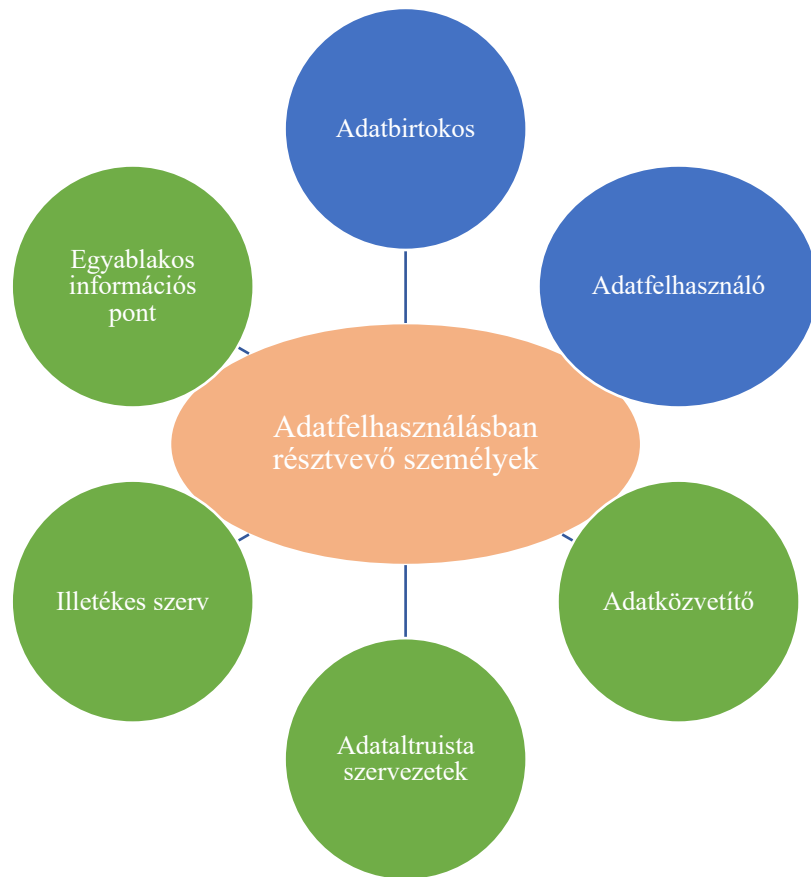 Adatbirtokos
Adatfelhasználó
Adatközvetítő
Adataltruista
szervezetek
Illetékes szerv
Egyablakos
információs
pont
Adatfelhasználásban
résztvevő személyek